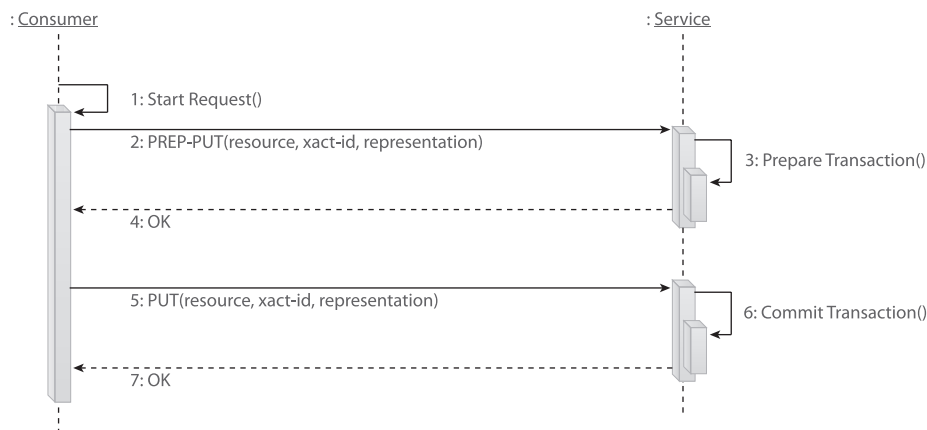 : Consumer
: Service
1: Start Request()
2: PREP-PUT(resource, xact-id, representation)
3: Prepare Transaction()
4: OK
5: PUT(resource, xact-id, representation)
6: Commit Transaction()
7: OK